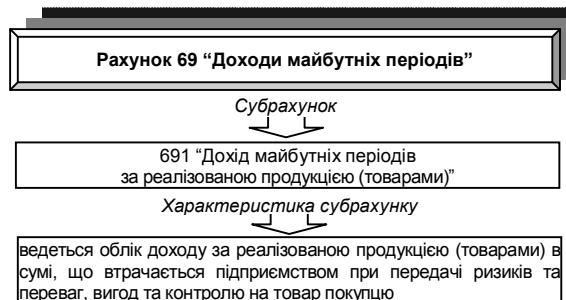 Рахунок 69 “Доходи майбутніх періодів”
Субрахунок
691 “Дохід майбутніх періодів
за реалізованою продукцією (товарами)”
Характеристика субрахунку
ведеться облік доходу за реалізованою продукцією (товарами) в
сумі, що втрачається підприємством при передачі ризиків та
переваг, вигод та контролю на товар покупцю